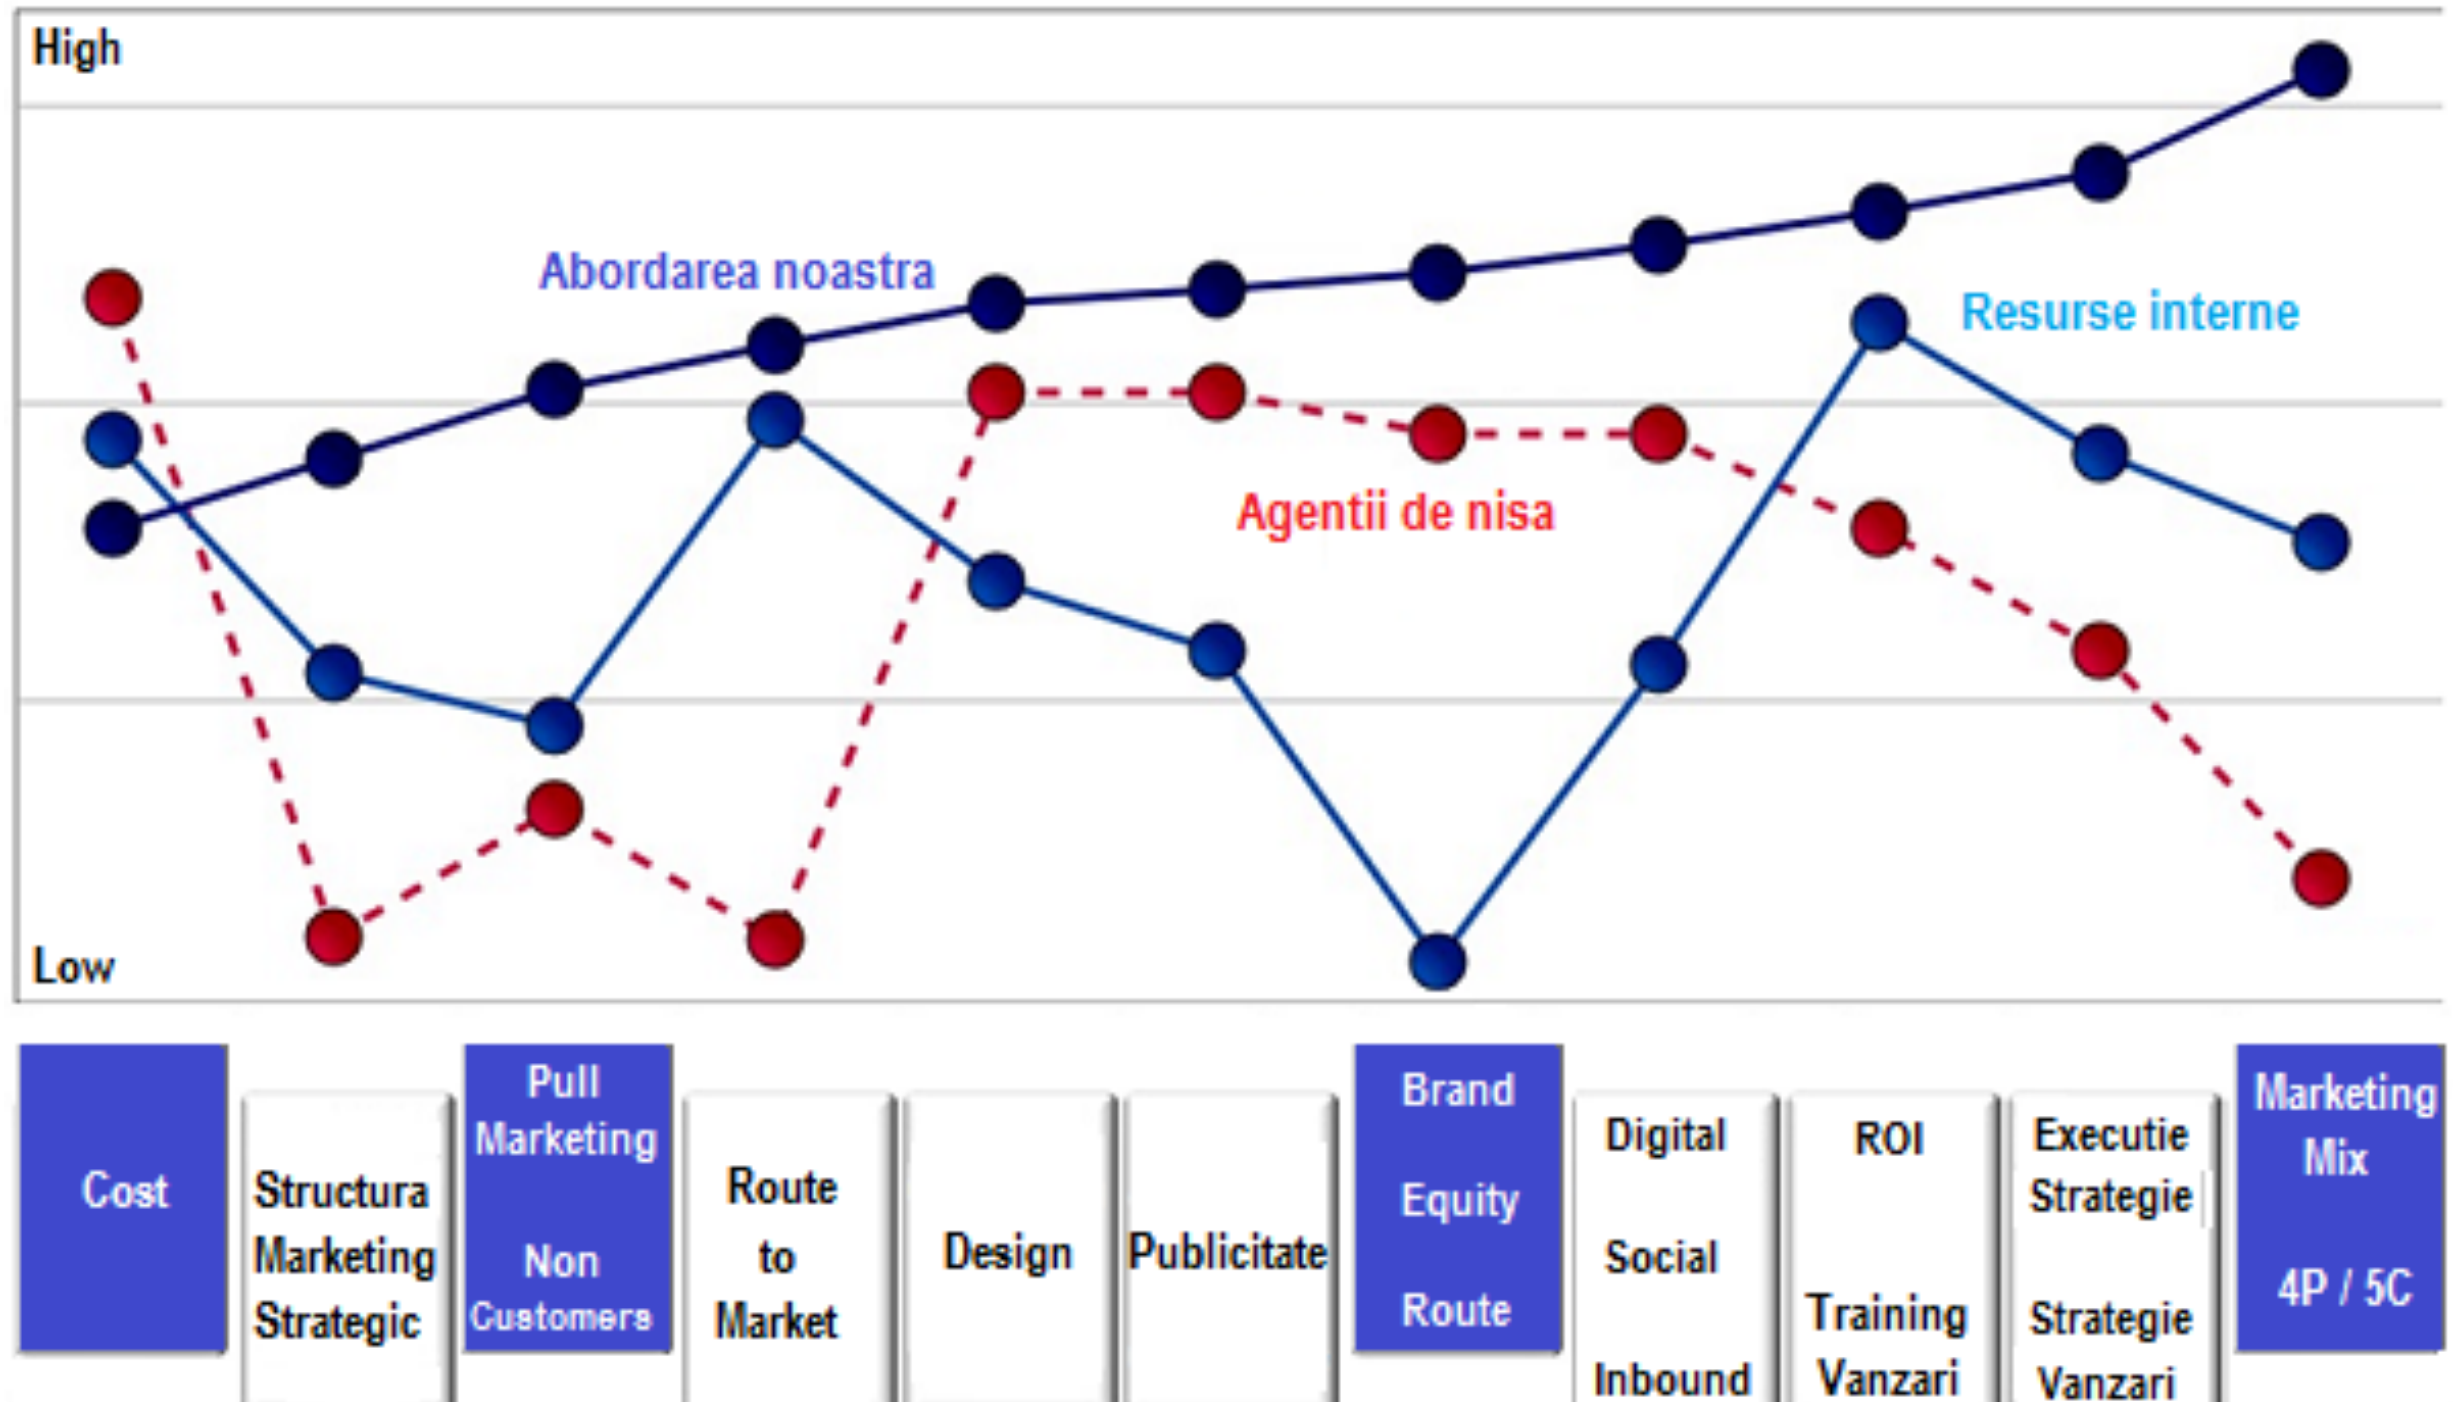 High
Abordarea noastra
Resurse interne
Agentii de nisa
Low
Cost
Structura
Marketing
Strategic
Pull
Marketing
Non
Customers
Route
to
Market
Design
Publicitate
Brand
Equity
Route
Digital
Social
Inbound
ROI
Training
Vanzari
Executie
Strategie
Strategie
Vanzari
Marketing
Mix
4P / 5C